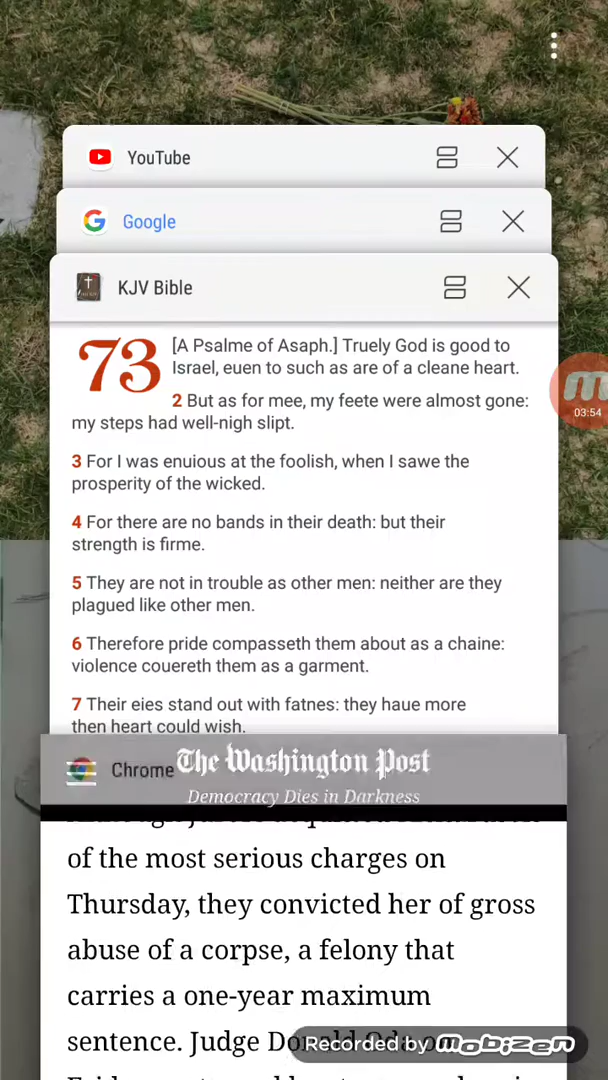 YouTube
Google
KJV Bible
73 [A Psalme of Asaph.] Truely God is good to
Israel, euen to such as are of a cleane heart.
2 But as for mee, my feete were almost gone:
my steps had well-nigh slipt.
3 For I was enuious at the foolish, when I sawe the
prosperity of the wicked.
4 For there are no bands in their death: but their
strength is firme.
5 They are not in trouble as other men: neither are they
plagued like other men.
6 Therefore pride compasseth them about as a chaine:
violence couereth them as a garment.
7 Their eies stand out with fatnes: they haue more
then heart could wish.
03:54
Chrome
The Washington Post
Democracy Dies in Darkness
of the most serious charges on
Thursday, they convicted her of gross
abuse of a corpse, a felony that
carries a one-year maximum
sentence. Judge
Recorded by mobizen